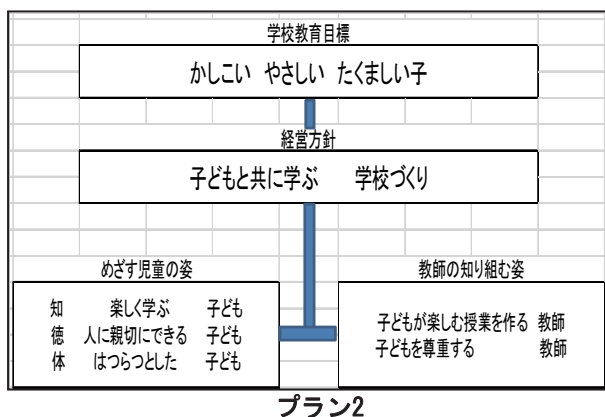 学校教育目標
かしこい やさしい たくましい子
経営方針
子どもと共に学ぶ 学校づくり
めざす児童の姿
知 楽しく学ぶ 子ども
徳 人に親切にできる 子ども
体 はつらつとした 子ども
教師の知り組む姿
子どもが楽しむ授業を作る 教師
子どもを尊重する 教師
プラン2